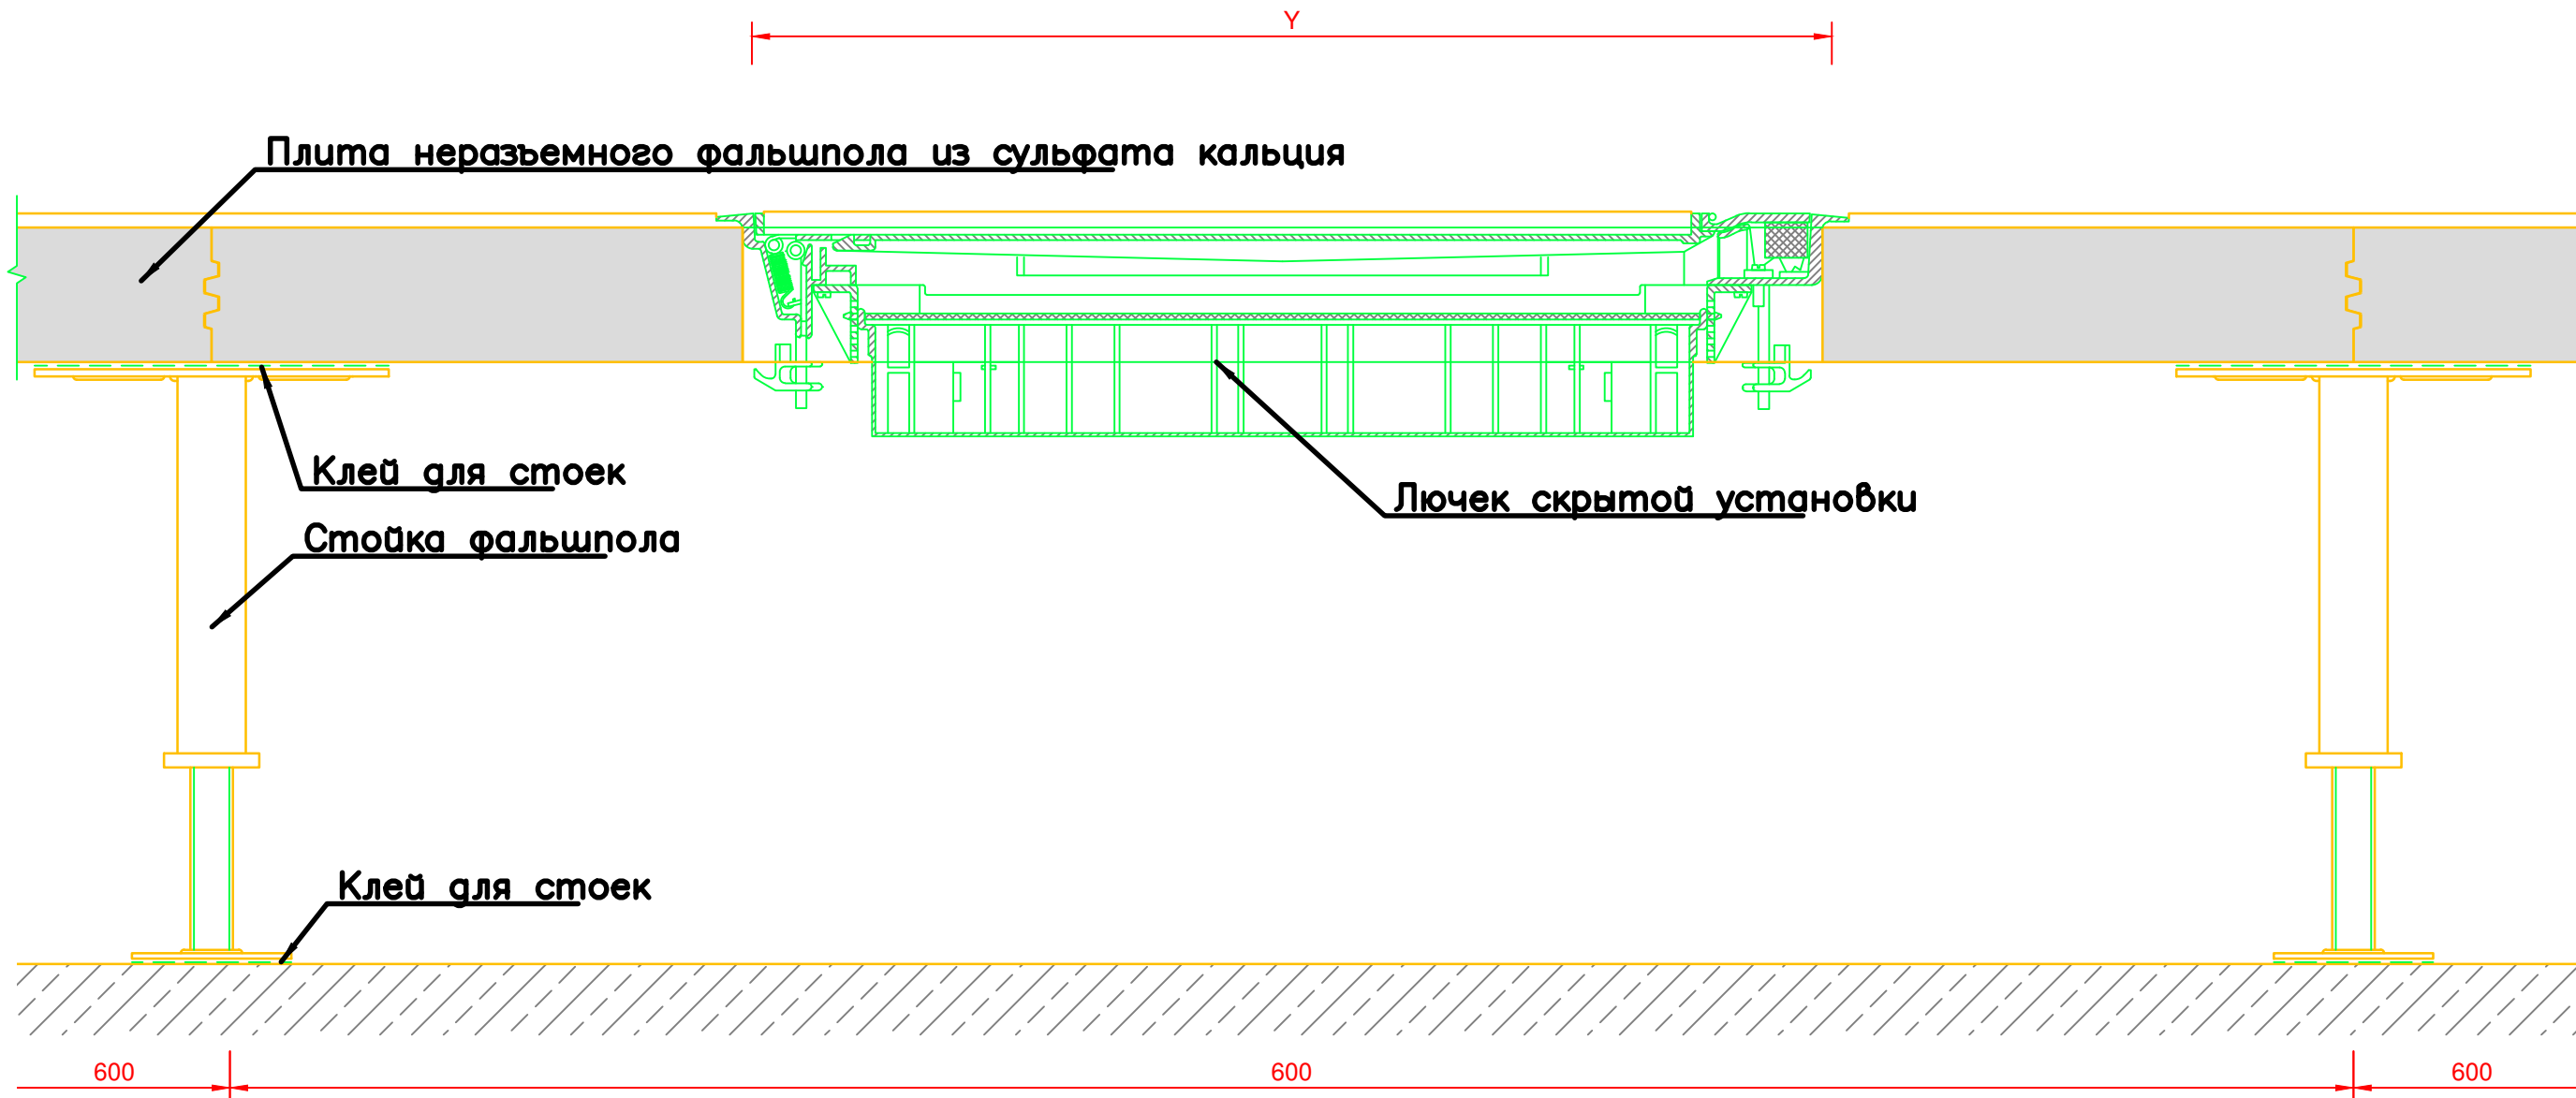 Y
Плита неразъемного фальшпола из сульфата кальция
Клей для стоек
Лючек скрытой установки
Стойка фальшпола
Клей для стоек
600
600
600